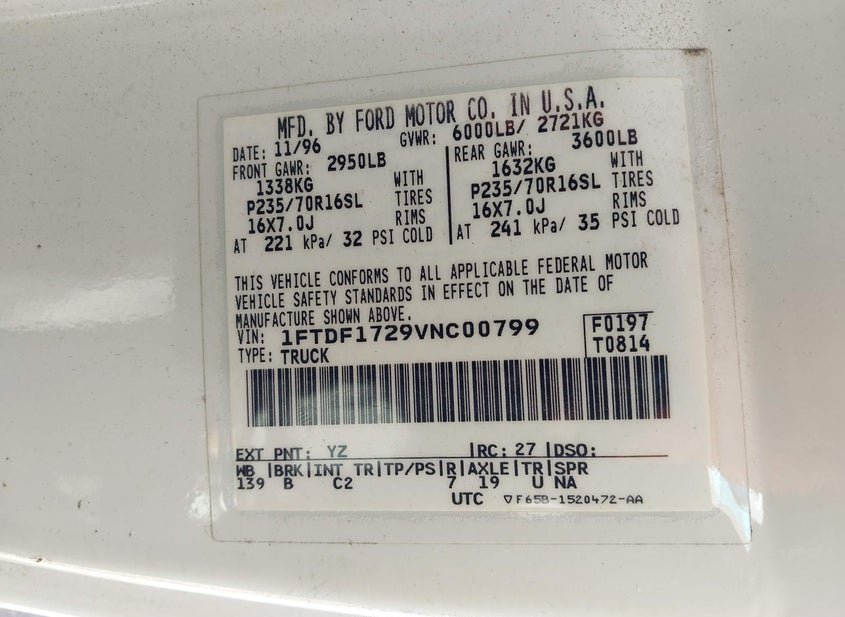 MFD. BY FORD MOTOR CO. IN U.S.A.
DATE: 11/96 GVWR: 6000LB/ 2721KG
FRONT GAWR: 2950LB REAR GAWR: 3600LB
1338KG WITH 1632KG WITH
P235/70R16SL TIRES P235/70R16SL TIRES
16X7.0J RIMS 16X7.0J RIMS
AT 221 kPa/ 32 PSI COLD AT 241 kPa/ 35 PSI COLD
THIS VEHICLE CONFORMS TO ALL APPLICABLE FEDERAL MOTOR
VEHICLE SAFETY STANDARDS IN EFFECT ON THE DATE OF
MANUFACTURE SHOWN ABOVE.
VIN: 1FTDF1729VNC00799 F0197
TYPE: TRUCK T0814
EXT PNT: YZ |RC: 27 |DSO:
WB |BRK|INT TR|TP/PS|R|AXLE|TR|SPR
139 B C2 7 19 U NA
UTC ▽F65B-1520472-AA